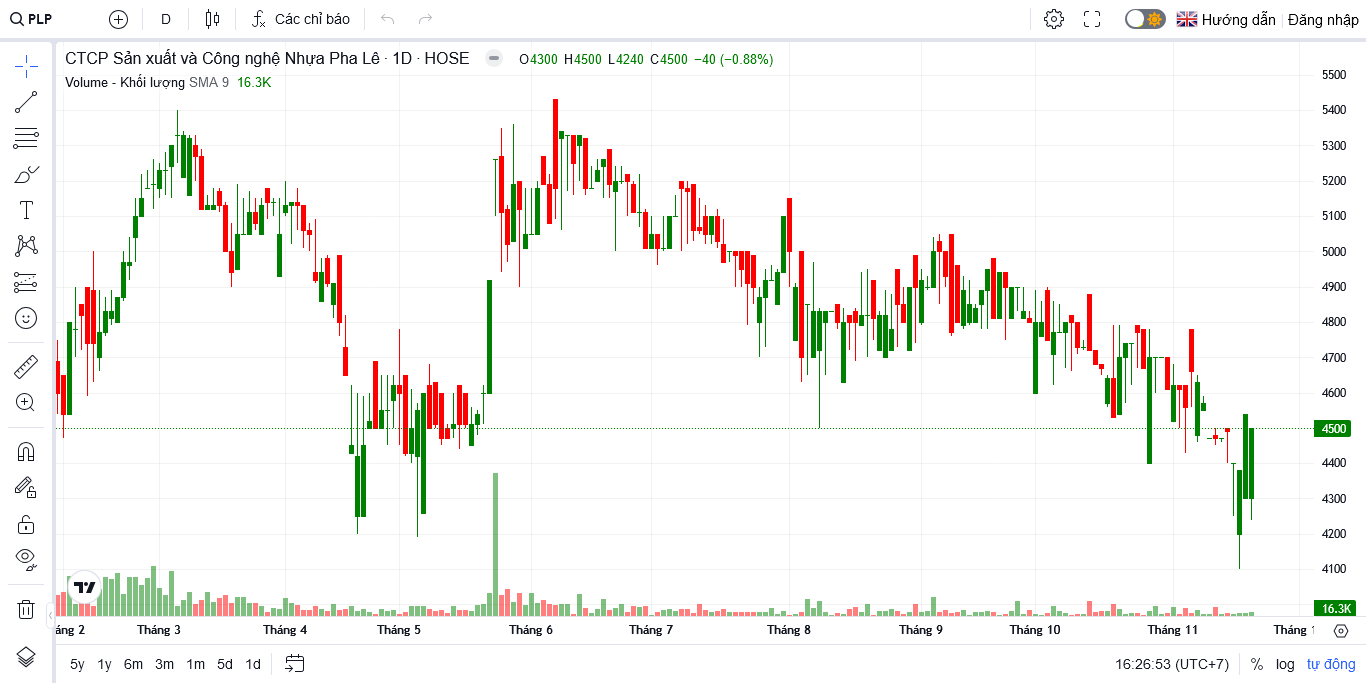 PLP D Các chỉ báo Hướng dẫn Đăng nhập
CTCP Sản xuất và Công nghệ Nhựa Pha Lê · 1D · HOSE O4300 H4500 L4240 C4500 −40 (−0.88%)
Volume - Khối lượng SMA 9 16.3K
5500
5400
5300
5200
5100
5000
4900
4800
4700
4600
4500
4400
4300
4200
4100
16.3K
áng 2 Tháng 3 Tháng 4 Tháng 5 Tháng 6 Tháng 7 Tháng 8 Tháng 9 Tháng 10 Tháng 11 Tháng 1
5y 1y 6m 3m 1m 5d 1d 16:26:53 (UTC+7) % log tự động